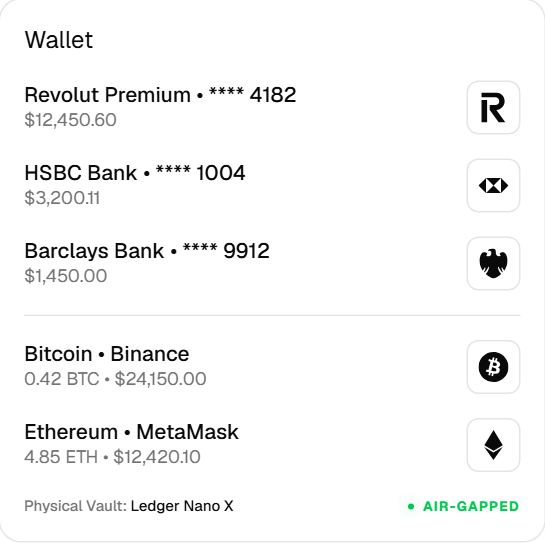 Wallet
Revolut Premium • **** 4182
$12,450.60
HSBC Bank • **** 1004
$3,200.11
Barclays Bank • **** 9912
$1,450.00
Bitcoin • Binance
0.42 BTC • $24,150.00
Ethereum • MetaMask
4.85 ETH • $12,420.10
Physical Vault: Ledger Nano X
• AIR-GAPPED